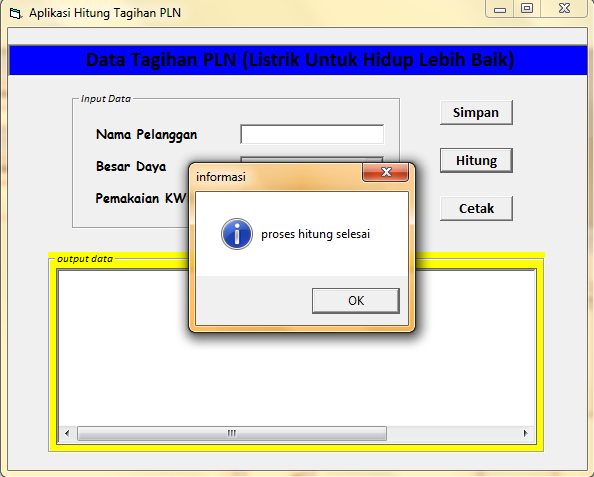 Aplikasi Hitung Tagihan PLN
Data Tagihan PLN (Listrik Untuk Hidup Lebih Baik)
Input Data
Nama Pelanggan
Besar Daya
Pemakaian KW
Simpan
Hitung
Cetak
informasi
proses hitung selesai
OK
output data